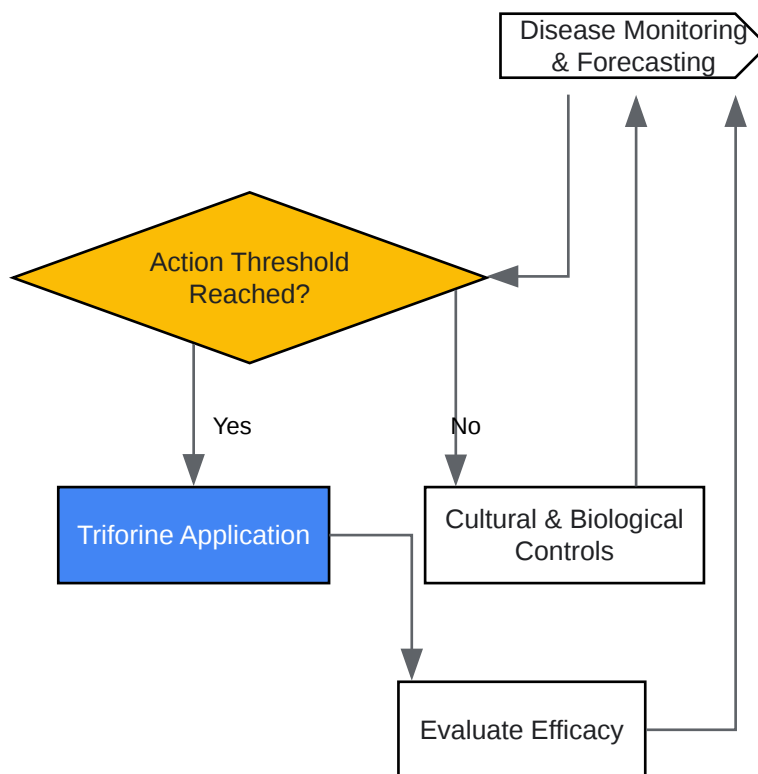 Disease Monitoring
& Forecasting
Action Threshold
Reached?
Yes
No
Triforine Application
Cultural & Biological
Controls
Evaluate Efficacy